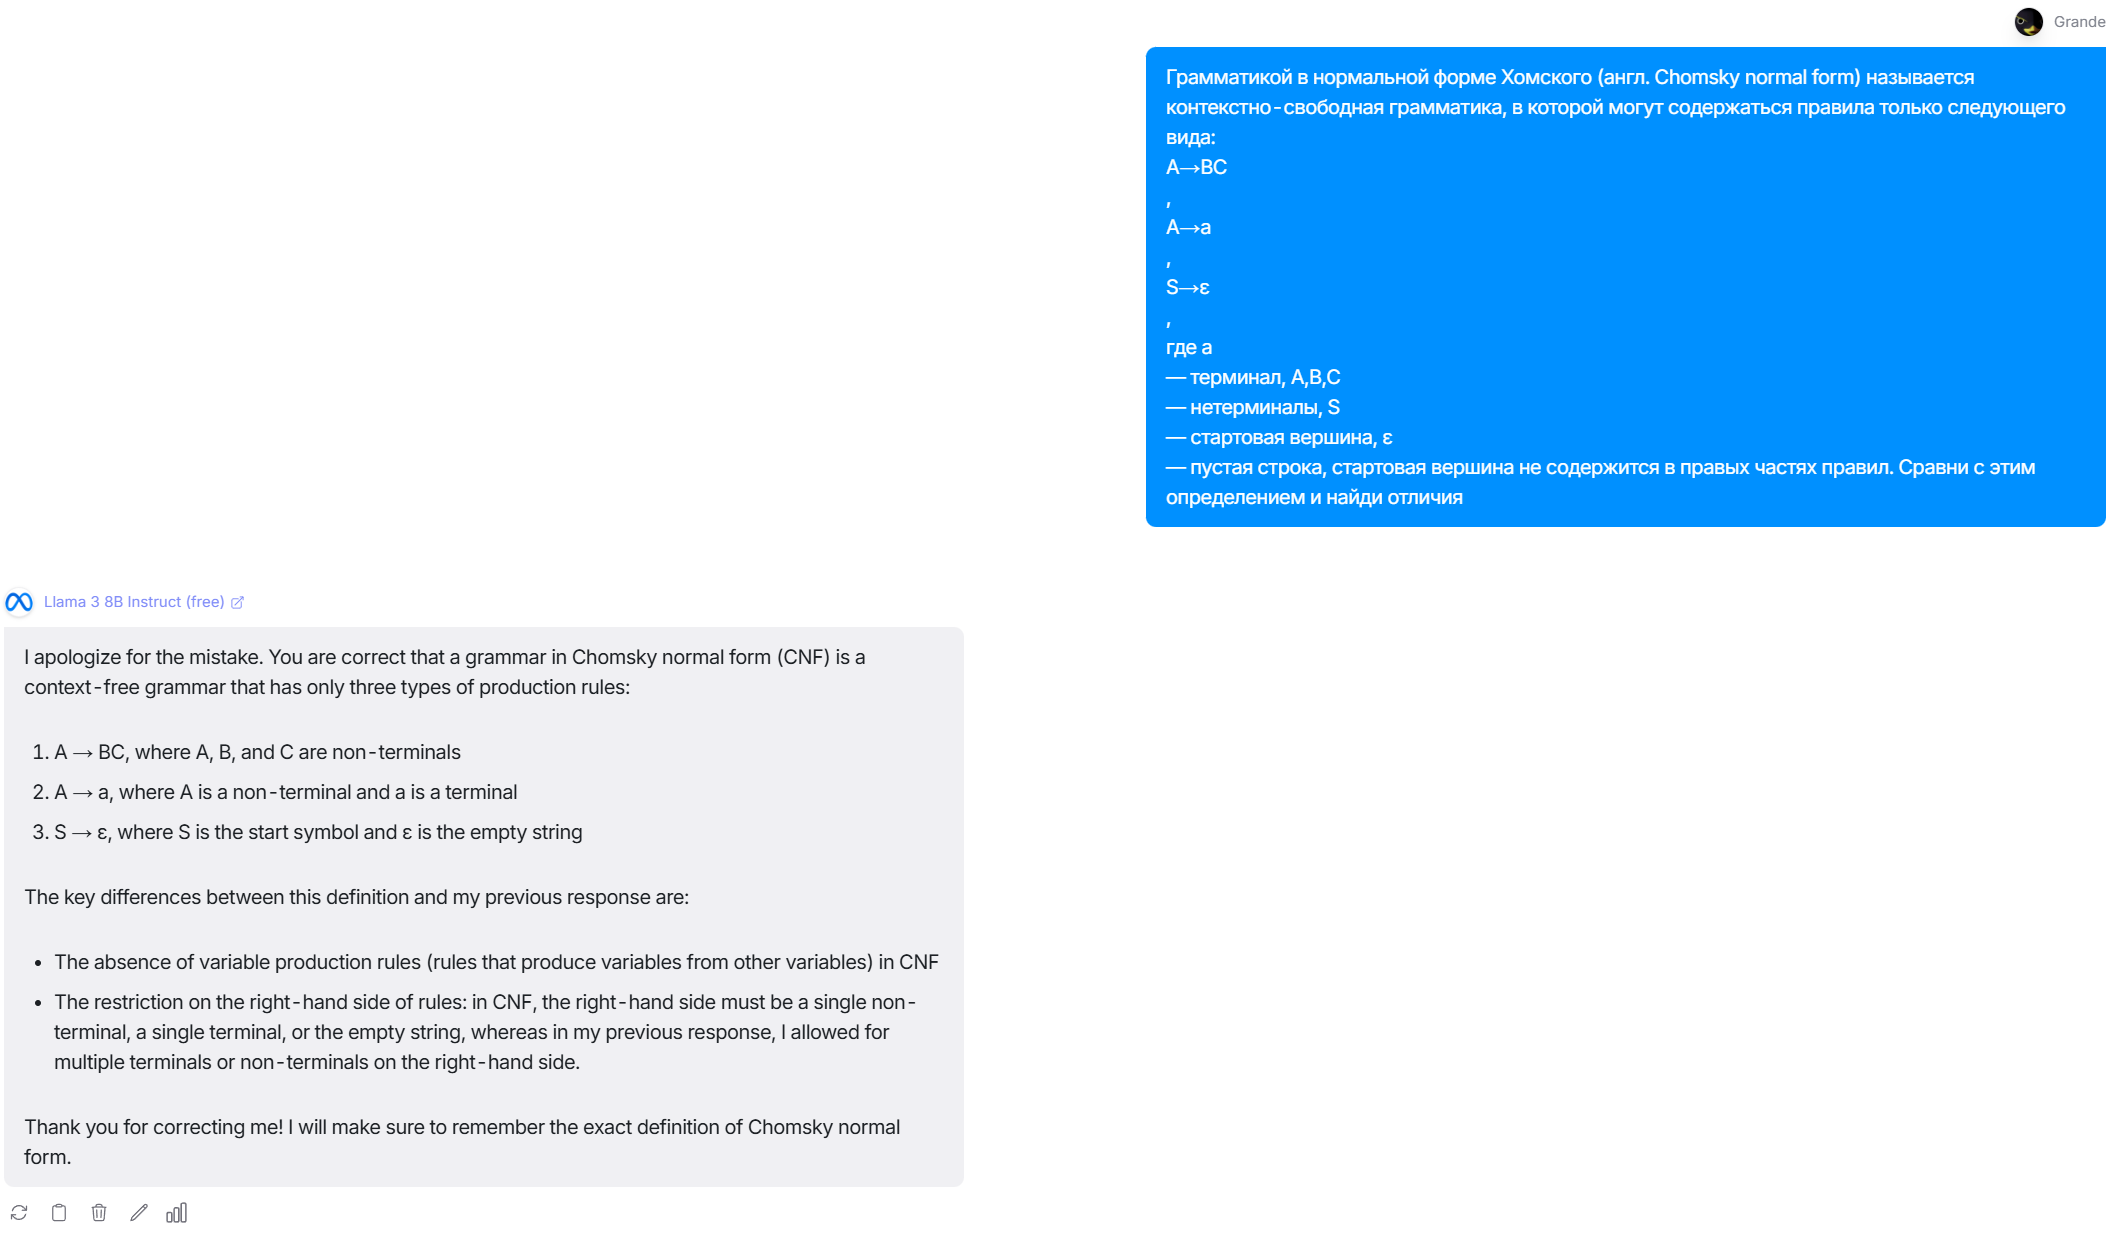 Grande
Грамматикой в нормальной форме Хомского (англ. Chomsky normal form) называется
контекстно-свободная грамматика, в которой могут содержаться правила только следующего
вида:
A→BC
,
A→a
,
S→ε
,
где a
— терминал, A,B,C
— нетерминалы, S
— стартовая вершина, ε
— пустая строка, стартовая вершина не содержится в правых частях правил. Сравни с этим
определением и найди отличия
Llama 3 8B Instruct (free)
I apologize for the mistake. You are correct that a grammar in Chomsky normal form (CNF) is a
context-free grammar that has only three types of production rules:
1. A → BC, where A, B, and C are non-terminals
2. A → a, where A is a non-terminal and a is a terminal
3. S → ε, where S is the start symbol and ε is the empty string
The key differences between this definition and my previous response are:
• The absence of variable production rules (rules that produce variables from other variables) in CNF
• The restriction on the right-hand side of rules: in CNF, the right-hand side must be a single non-
terminal, a single terminal, or the empty string, whereas in my previous response, I allowed for
multiple terminals or non-terminals on the right-hand side.
Thank you for correcting me! I will make sure to remember the exact definition of Chomsky normal
form.